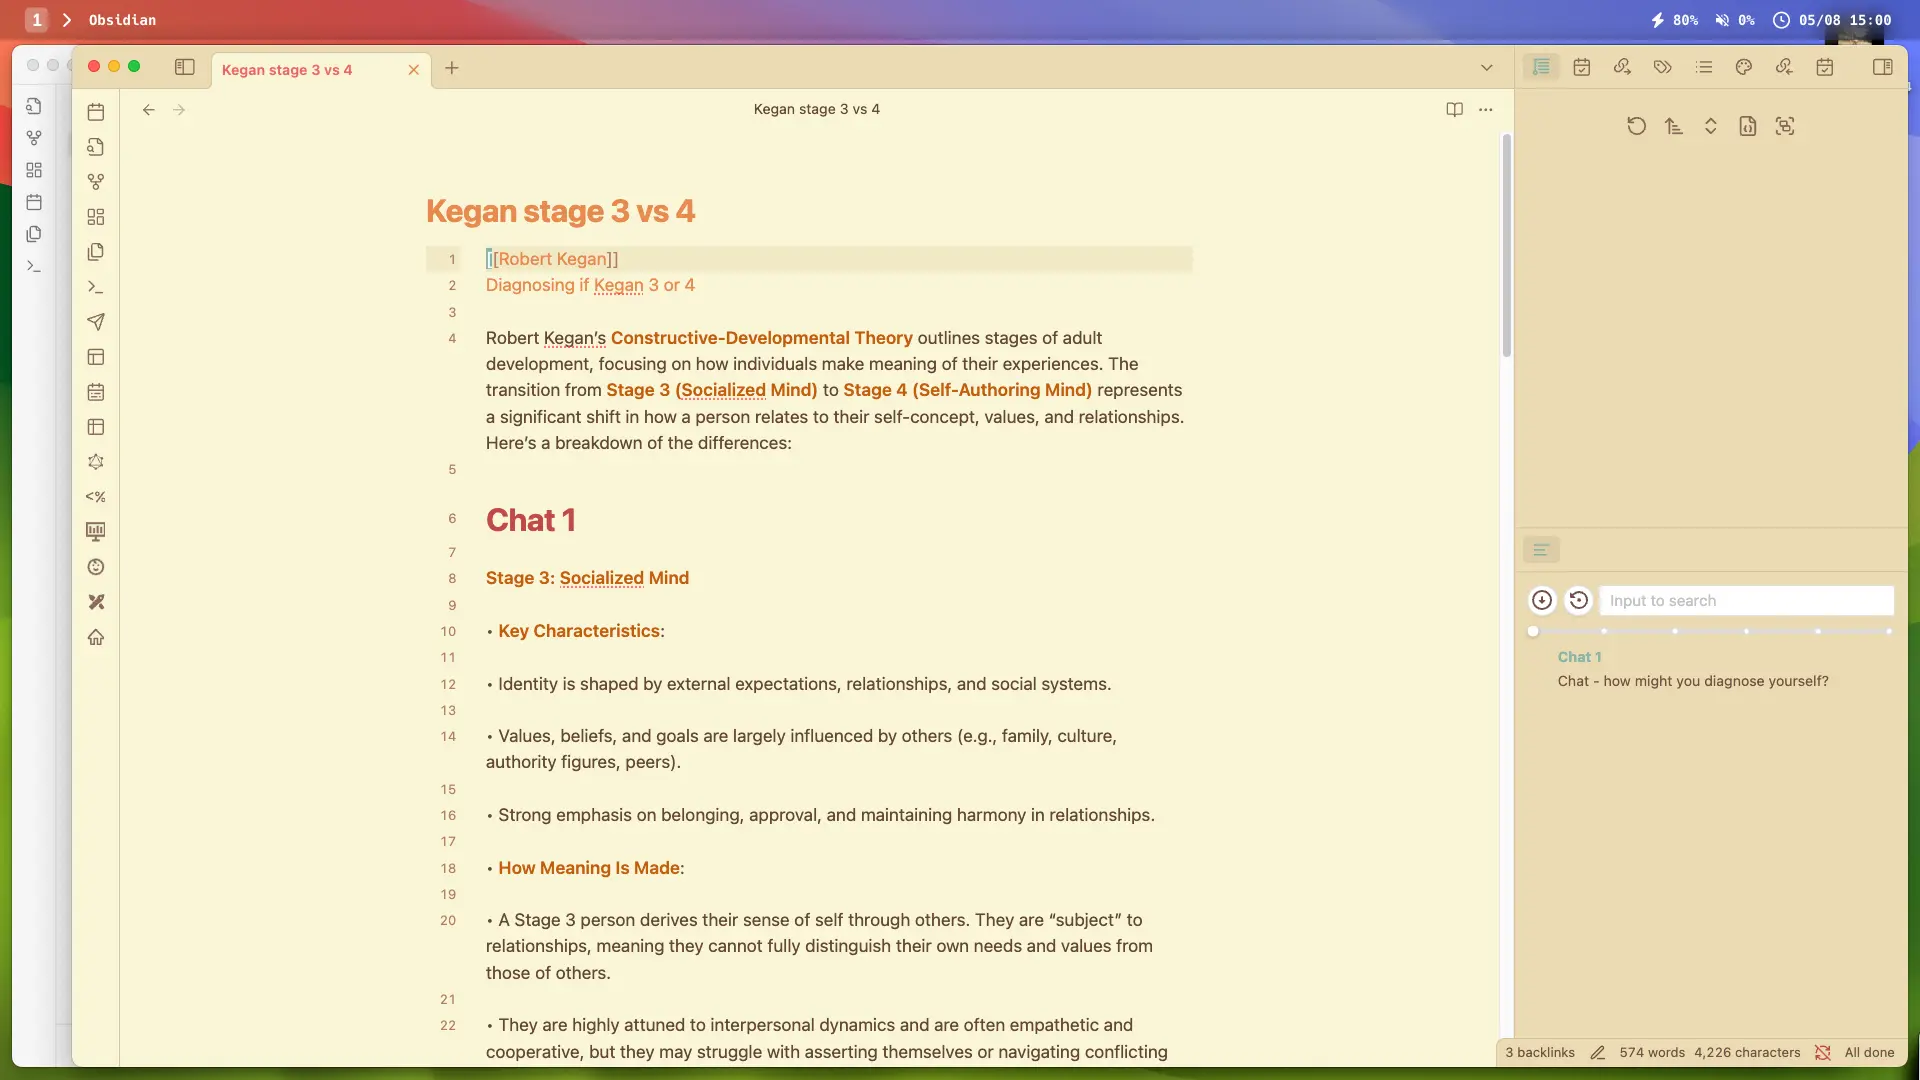 1 Obsidian 80% 0% 05/08 15:00
Kegan stage 3 vs 4
Kegan stage 3 vs 4
Kegan stage 3 vs 4
1 [[Robert Kegan]]
2 Diagnosing if Kegan 3 or 4
3
4 Robert Kegan’s Constructive-Developmental Theory outlines stages of adult
development, focusing on how individuals make meaning of their experiences. The
transition from Stage 3 (Socialized Mind) to Stage 4 (Self-Authoring Mind) represents
a significant shift in how a person relates to their self-concept, values, and relationships.
Here’s a breakdown of the differences:
5
6 Chat 1
7
8 Stage 3: Socialized Mind
9
10 • Key Characteristics:
11
12 • Identity is shaped by external expectations, relationships, and social systems.
13
14 • Values, beliefs, and goals are largely influenced by others (e.g., family, culture,
authority figures, peers).
15
16 • Strong emphasis on belonging, approval, and maintaining harmony in relationships.
17
18 • How Meaning Is Made:
19
20 • A Stage 3 person derives their sense of self through others. They are “subject” to
relationships, meaning they cannot fully distinguish their own needs and values from
those of others.
21
22 • They are highly attuned to interpersonal dynamics and are often empathetic and
cooperative, but they may struggle with asserting themselves or navigating conflicting
Input to search
Chat 1
Chat - how might you diagnose yourself?
3 backlinks 574 words 4,226 characters All done